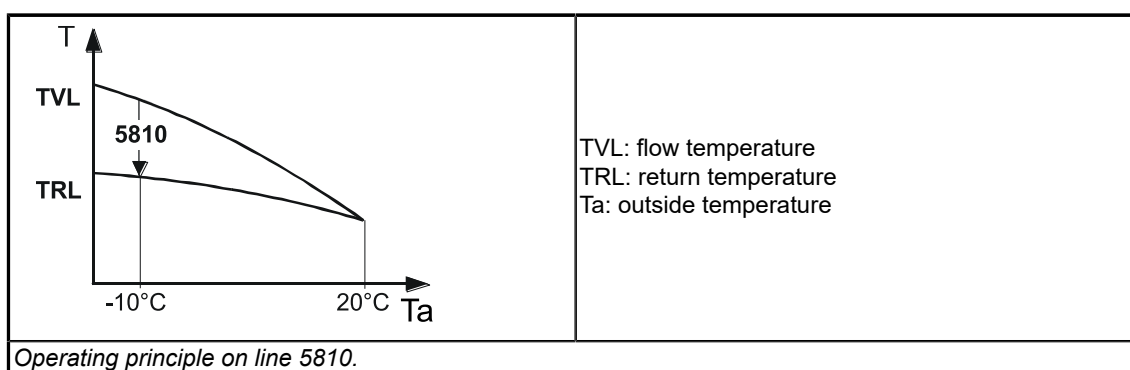 T
TVL
5810
TRL
-10°C
20°C
Ta
TVL: flow temperature
TRL: return temperature
Ta: outside temperature
Operating principle on line 5810.